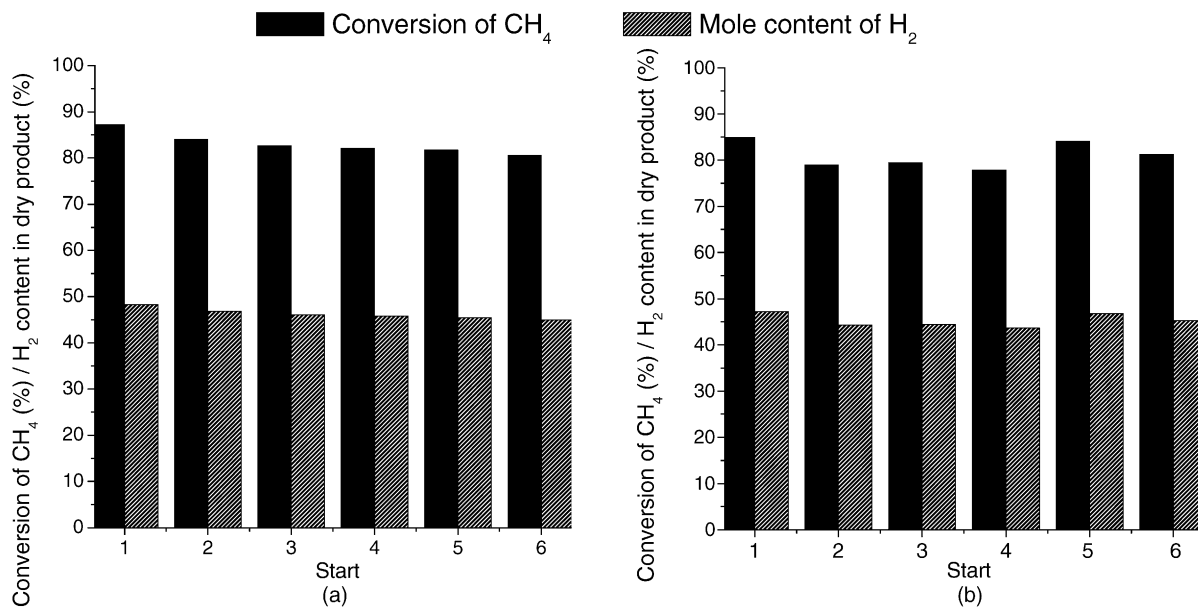 Conversion of CH₄
Mole content of H₂
Conversion of CH₄ (%) / H₂ content in dry product (%)
100
90
80
70
60
50
40
30
20
10
0
1 2 3 4 5 6
Start
(a)
Conversion of CH₄ (%) / H₂ content in dry product (%)
100
90
80
70
60
50
40
30
20
10
0
1 2 3 4 5 6
Start
(b)